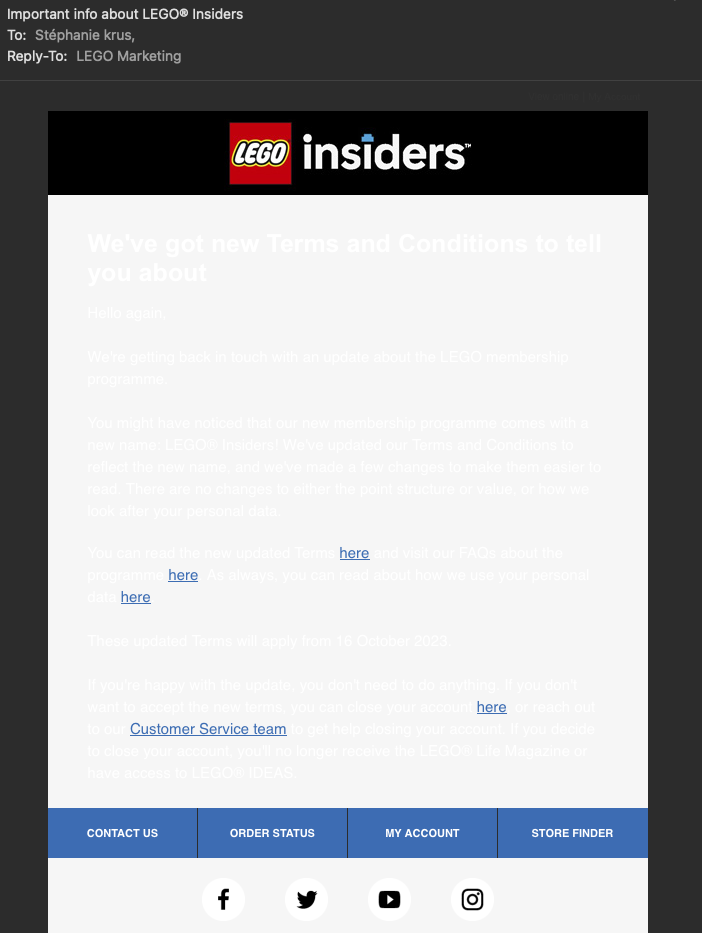 Important info about LEGO® Insiders
To: Stéphanie krus,
Reply-To: LEGO Marketing
LEGO insiders™
We've got new Terms and Conditions to tell
you about
Hello again,
We're getting back in touch with an update about the LEGO membership
programme.
You might have noticed that our new membership programme comes with a
new name: LEGO® Insiders! We've updated our Terms and Conditions to
reflect the new name, and we've made a few changes to make them easier to
read. There are no changes to either the point structure or value, or how we
look after your personal data.
You can read the new updated Terms here and visit our FAQs about the
programme here. As always, you can read about how we use your personal
data here
These updated Terms will apply from 16 October 2023
If you're happy with the update, you don't need to do anything. If you don't
want to accept the new terms, you can close your account here, or reach out
to our Customer Service team to get help closing your account. If you decide
to close your account, you'll no longer receive the LEGO® Life Magazine or
have access to LEGO® IDEAS.
CONTACT US
ORDER STATUS
MY ACCOUNT
STORE FINDER